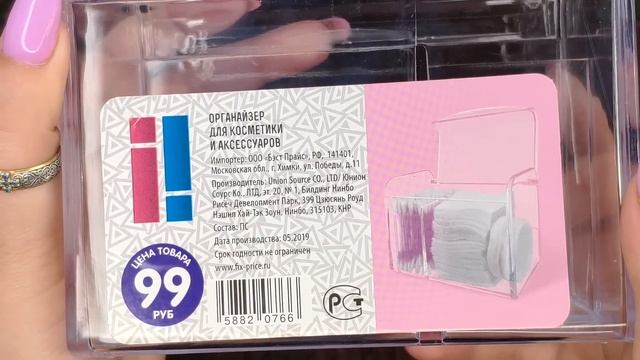 ОРГАНАЙЗЕР
ДЛЯ КОСМЕТИКИ
И АКСЕССУАРОВ
Импортер: ООО «Бэст Прайс», РФ, 141401,
Московская обл., г. Химки, ул. Победы, д.11
Производитель: Union Source CO., LTD/ Юнион
Соурс Ко., ЛТД, эт. 20, № 1, Билдинг Нинбо
Рисёч Девелопмент Парк, 399 Цзюсянь Роуд
Нэшнл Хай-Тэк Зоун, Нинбо, 315103, КНР
Состав: ПС
Дата производства: 05.2019
Срок годности не ограничен
www.fix-price.ru
ЦЕНА ТОВАРА
99
РУБ
5882 0766
РСТ